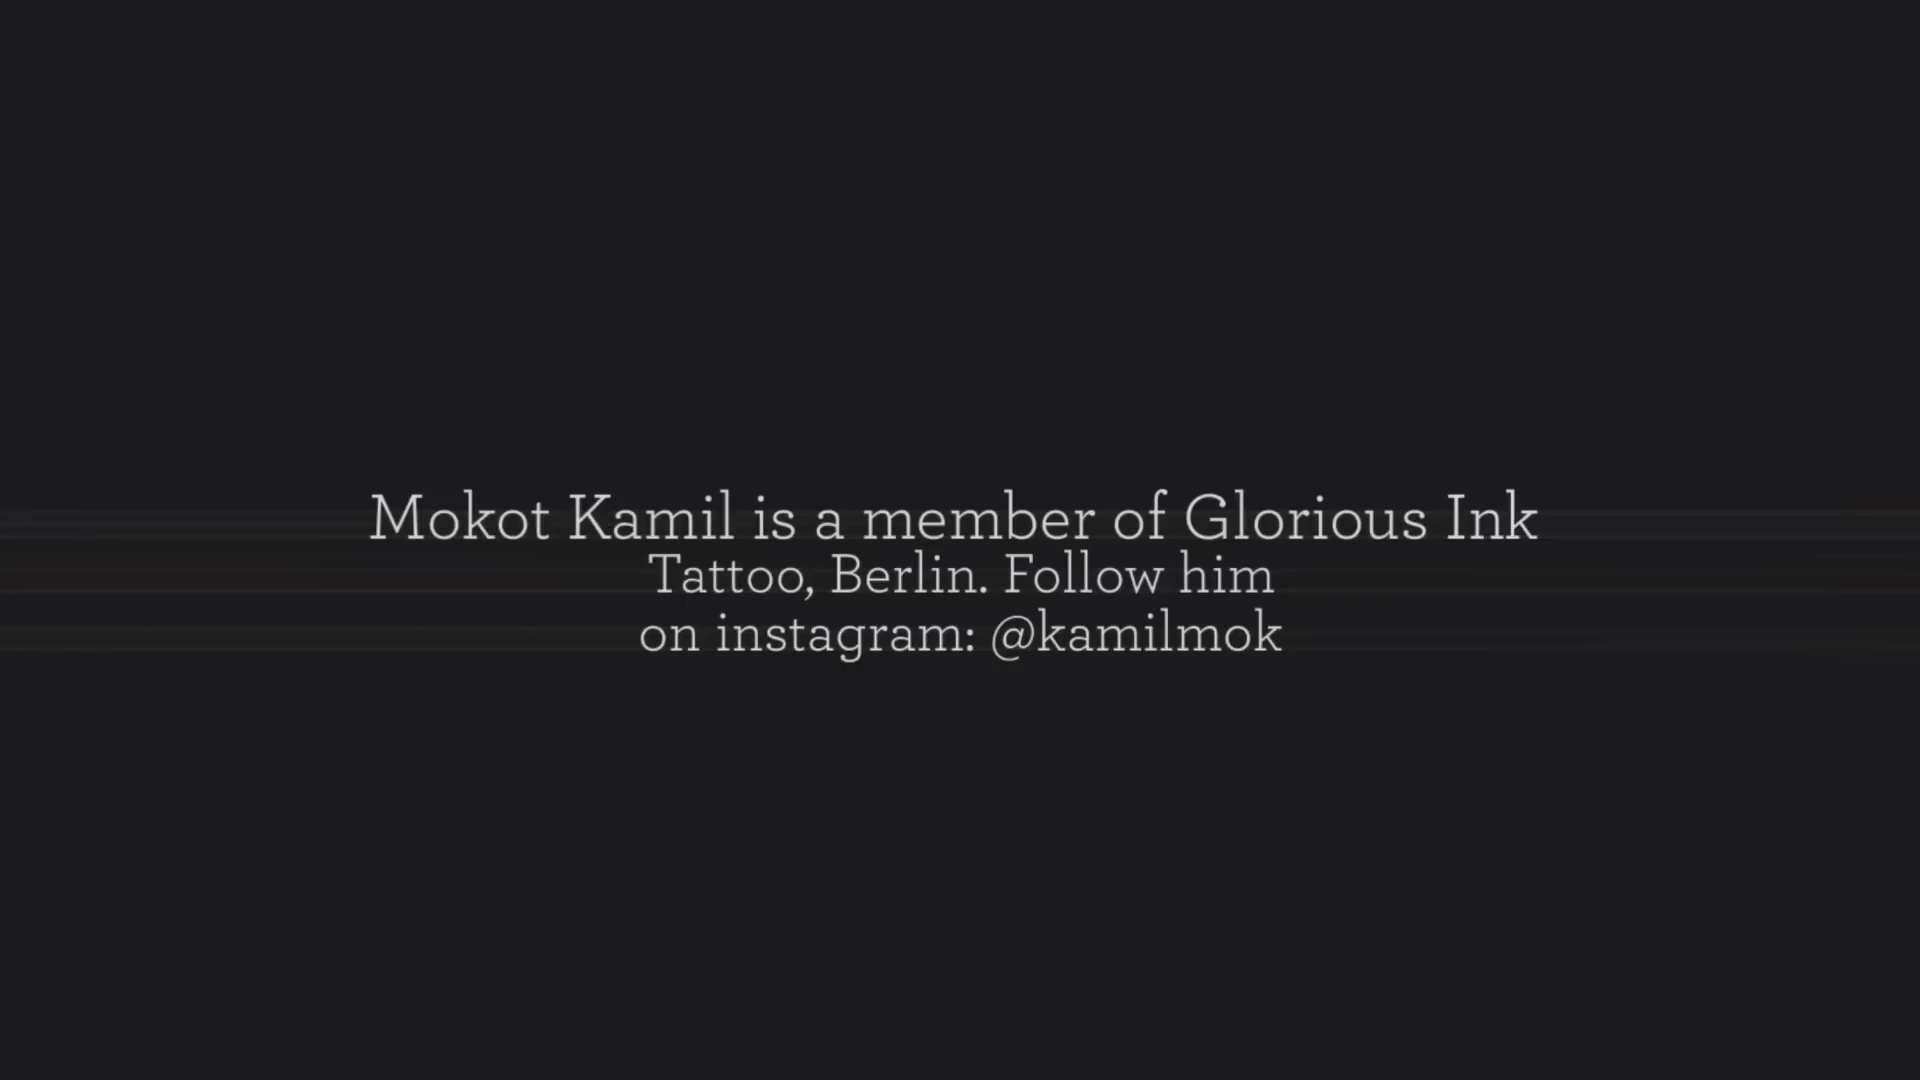 Mokot Kamil is a member of Glorious Ink
Tattoo, Berlin. Follow him
on instagram: @kamilmok